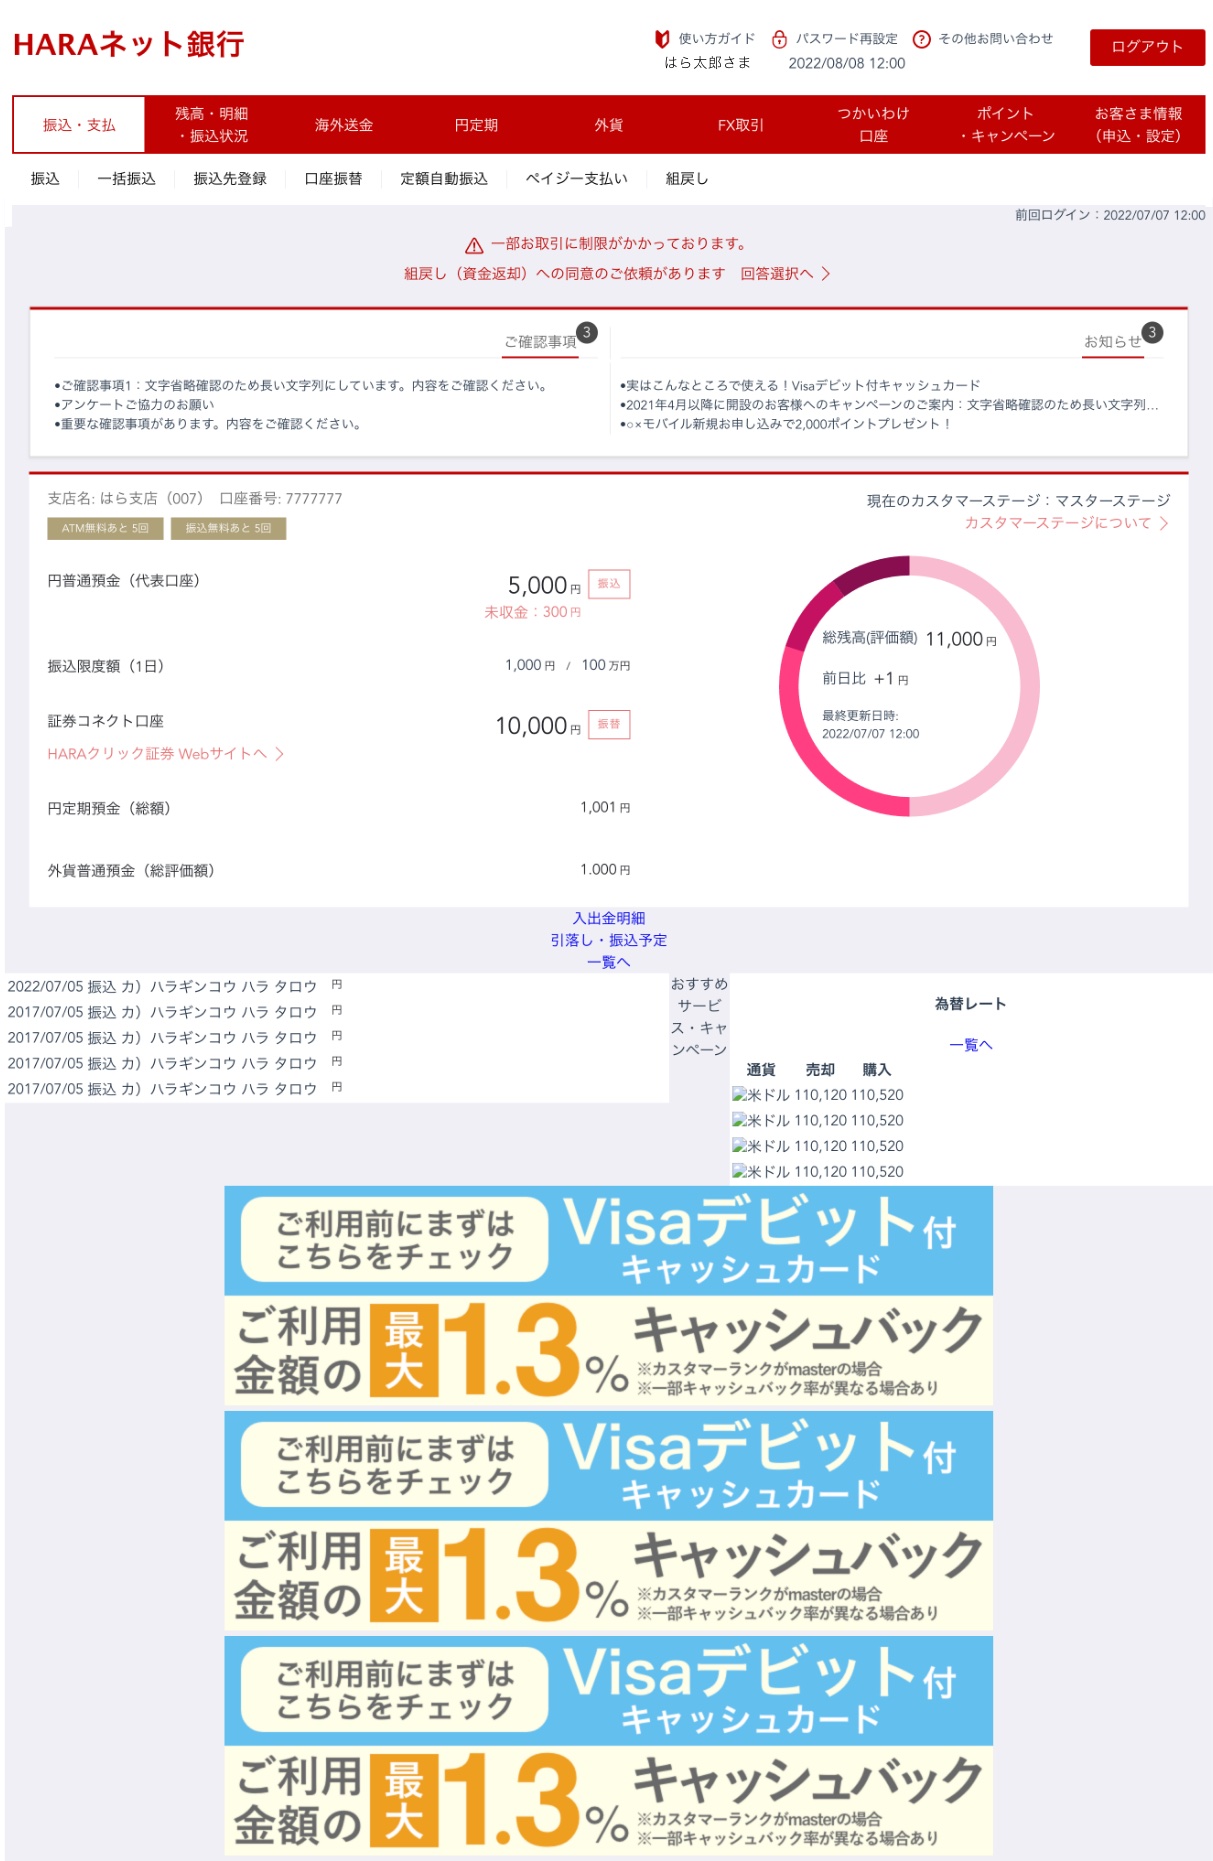 HARAネット銀行
使い方ガイド パスワード再設定 その他お問い合わせ
はら太郎さま 2022/08/08 12:00
ログアウト
振込・支払
残高・明細
・振込状況
海外送金
円定期
外貨
FX取引
つかいわけ
口座
ポイント
・キャンペーン
お客さま情報
(申込・設定)
振込 一括振込 振込先登録 口座振替 定額自動振込 ペイジー支払い 組戻し
前回ログイン：2022/07/07 12:00
一部お取引に制限がかかっております。
組戻し（資金返却）への同意のご依頼があります 回答選択へ
ご確認事項 3
•ご確認事項1：文字省略確認のため長い文字列にしています。内容をご確認ください。
•アンケートご協力のお願い
•重要な確認事項があります。内容をご確認ください。
お知らせ 3
•実はこんなところで使える！Visaデビット付キャッシュカード
•2021年4月以降に開設のお客様へのキャンペーンのご案内：文字省略確認のため長い文字列...
•○×モバイル新規お申し込みで2,000ポイントプレゼント！
支店名: はら支店（007） 口座番号: 7777777
ATM無料あと 5回 振込無料あと 5回
円普通預金（代表口座） 5,000 円 振込
未収金：300 円
振込限度額（1日） 1,000 円 / 100 万円
証券コネクト口座 10,000 円 振替
HARAクリック証券 Webサイトへ
円定期預金（総額） 1,001 円
外貨普通預金（総評価額） 1.000 円
現在のカスタマーステージ：マスターステージ
カスタマーステージについて
総残高(評価額) 11,000 円
前日比 +1 円
最終更新日時:
2022/07/07 12:00
入出金明細
引落し・振込予定
一覧へ
2022/07/05 振込 カ）ハラギンコウ ハラ タロウ 円
2017/07/05 振込 カ）ハラギンコウ ハラ タロウ 円
2017/07/05 振込 カ）ハラギンコウ ハラ タロウ 円
2017/07/05 振込 カ）ハラギンコウ ハラ タロウ 円
2017/07/05 振込 カ）ハラギンコウ ハラ タロウ 円
おすすめ
サービ
ス・キャ
ンペーン
為替レート
一覧へ
通貨 売却 購入
米ドル 110,120 110,520
米ドル 110,120 110,520
米ドル 110,120 110,520
米ドル 110,120 110,520
ご利用前にまずは
こちらをチェック
Visaデビット付
キャッシュカード
ご利用
金額の
最大
1.3%
キャッシュバック
※カスタマーランクがmasterの場合
※一部キャッシュバック率が異なる場合あり
ご利用前にまずは
こちらをチェック
Visaデビット付
キャッシュカード
ご利用
金額の
最大
1.3%
キャッシュバック
※カスタマーランクがmasterの場合
※一部キャッシュバック率が異なる場合あり
ご利用前にまずは
こちらをチェック
Visaデビット付
キャッシュカード
ご利用
金額の
最大
1.3%
キャッシュバック
※カスタマーランクがmasterの場合
※一部キャッシュバック率が異なる場合あり